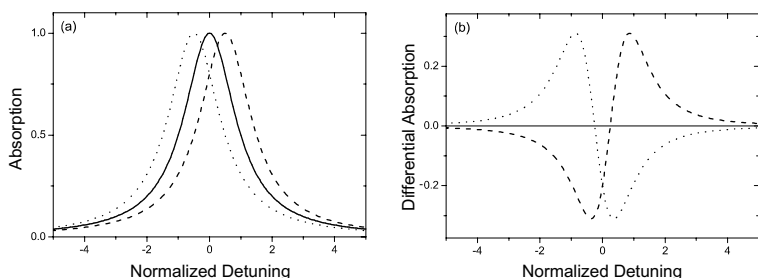 (a)
Absorption
1.0
0.5
0.0
-4 -2 0 2 4
Normalized Detuning
(b)
Differential Absorption
0.2
0.0
-0.2
-4 -2 0 2 4
Normalized Detuning